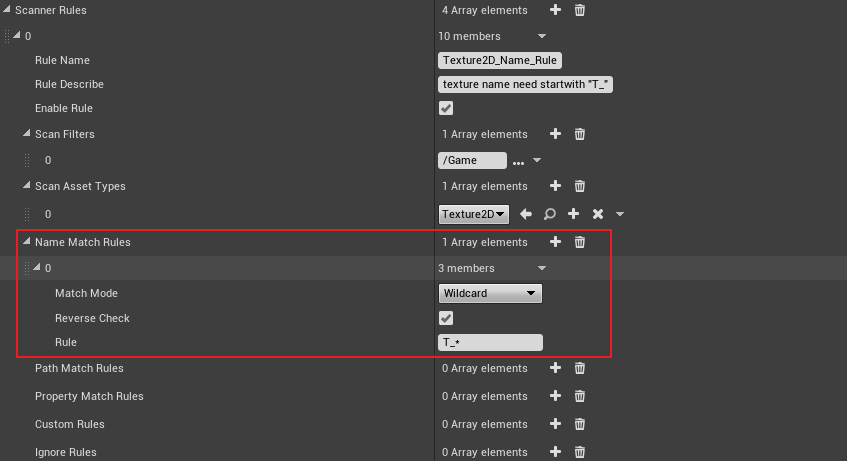 Scanner Rules 4 Array elements
0 10 members
Rule Name Texture2D_Name_Rule
Rule Describe texture name need startwith "T_"
Enable Rule
Scan Filters 1 Array elements
0 /Game ...
Scan Asset Types 1 Array elements
0 Texture2D
Name Match Rules 1 Array elements
0 3 members
Match Mode Wildcard
Reverse Check
Rule T_*
Path Match Rules 0 Array elements
Property Match Rules 0 Array elements
Custom Rules 0 Array elements
Ignore Rules 0 Array elements